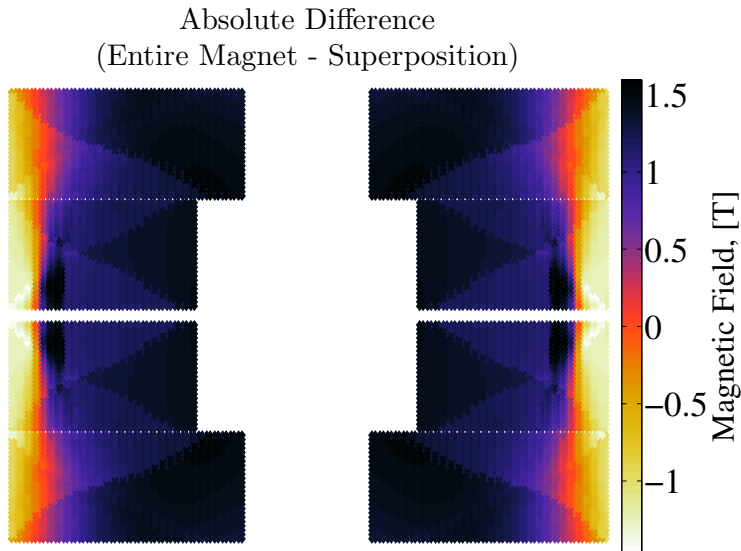 Absolute Difference
(Entire Magnet - Superposition)
1.5
1
0.5
0
−0.5
−1
Magnetic Field, [T]